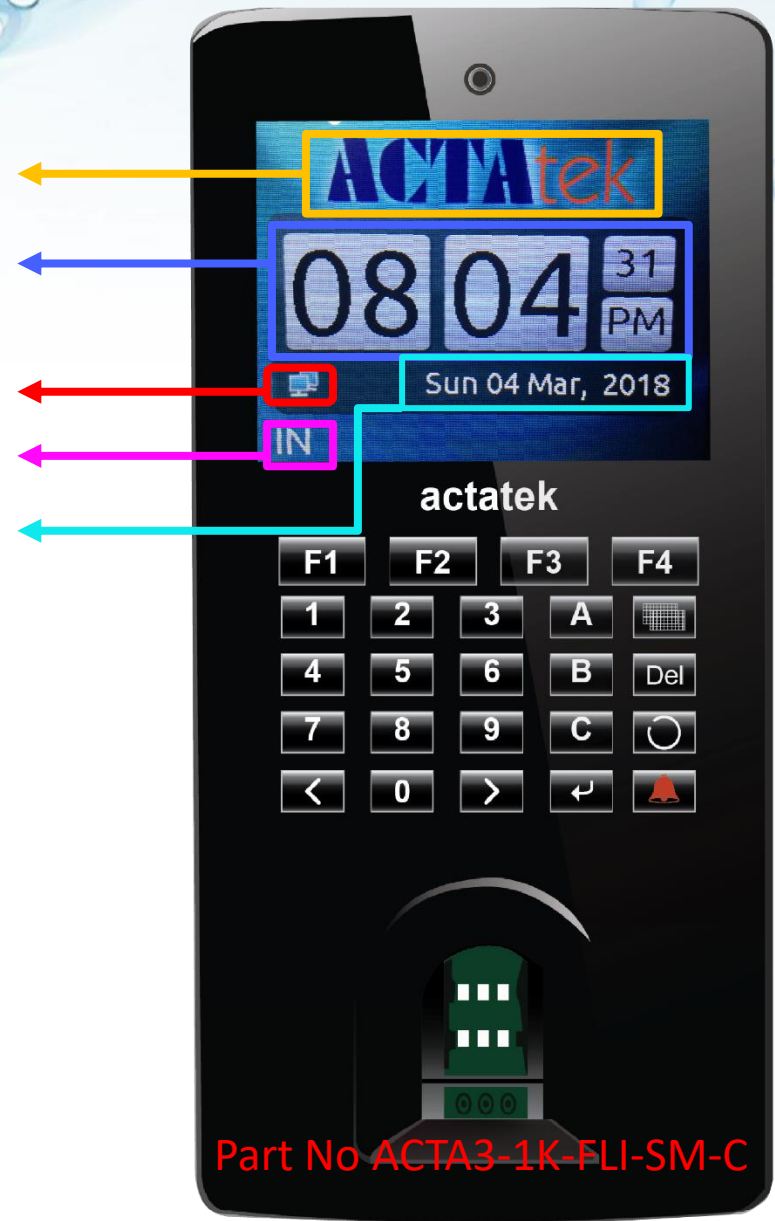 ACTAtek
08 04 31
PM
Sun 04 Mar, 2018
IN
actatek
F1 F2 F3 F4
1 2 3 A
4 5 6 B Del
7 8 9 C
< 0 >
Part No ACTA3-1K-FLI-SM-C